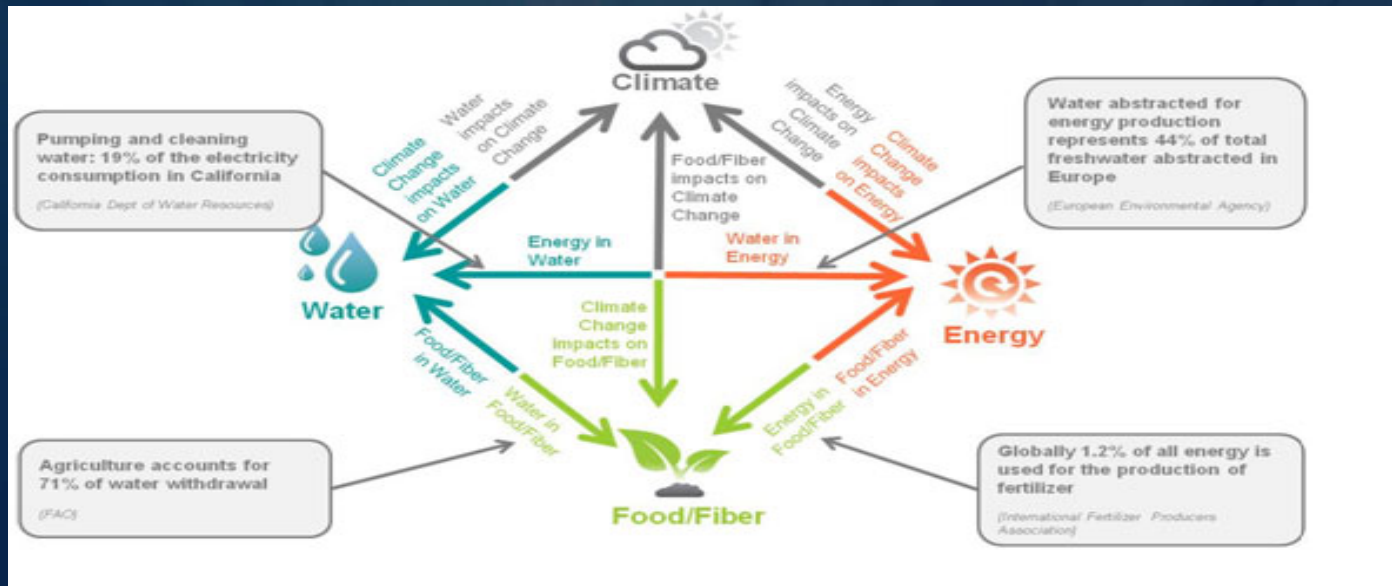 Climate
Pumping and cleaning
water: 19% of the electricity
consumption in California
(California Dept of Water Resources)
Climate
Change
impacts
on Water
Water
impacts
on Climate
Change
Food/Fiber
impacts on
Climate
Change
Energy
impacts on
Climate
Change
Climate
Change
impacts
on Energy
Water abstracted for
energy production
represents 44% of total
freshwater abstracted in
Europe
(European Environmental Agency)
Energy in
Water
Water in
Energy
Water
Energy
Climate
Change
Impacts on
Food/Fiber
Food/Fiber
in Water
Water in
Food/Fiber
Energy in
Food/Fiber
Food/Fiber
in Energy
Agriculture accounts for
71% of water withdrawal
(FAO)
Globally 1.2% of all energy is
used for the production of
fertilizer
(International Fertilizer Producers
Association)
Food/Fiber